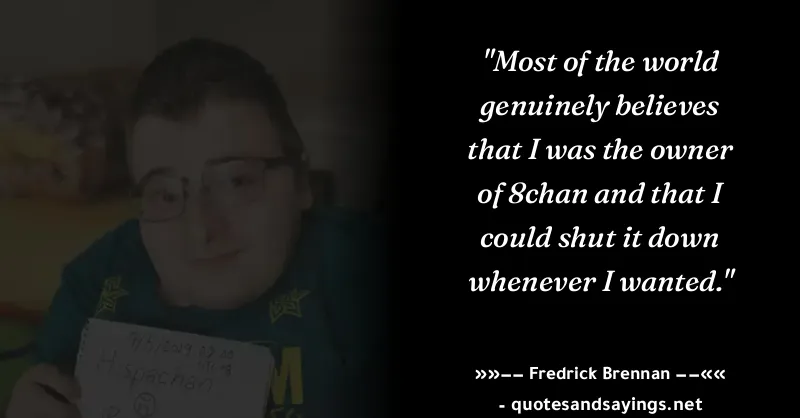 "Most of the world
genuinely believes
that I was the owner
of 8chan and that I
could shut it down
whenever I wanted."
»»−− Fredrick Brennan −−««
- quotesandsayings.net